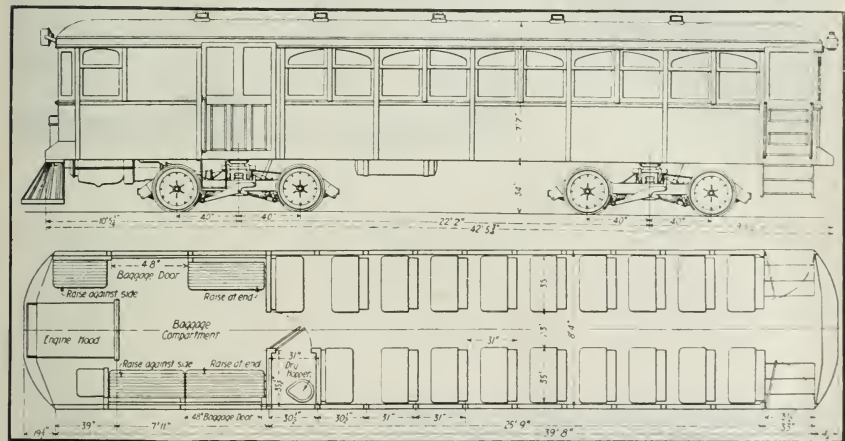 7'7"
34"
10'5¼"
40"
40"
22' 2"
40"
40"
42' 5¾"
4'8"
Baggage Door
Raise against side
Raise at end
Engine Hood
Baggage
Compartment
35"
31"
8'4"
Raise against side
Raise at end
31"
Dry
Hopper
35"
48" Baggage Door
30½"
30½"
31"
31"
25' 9"
39"
7' 11"
39' 8"